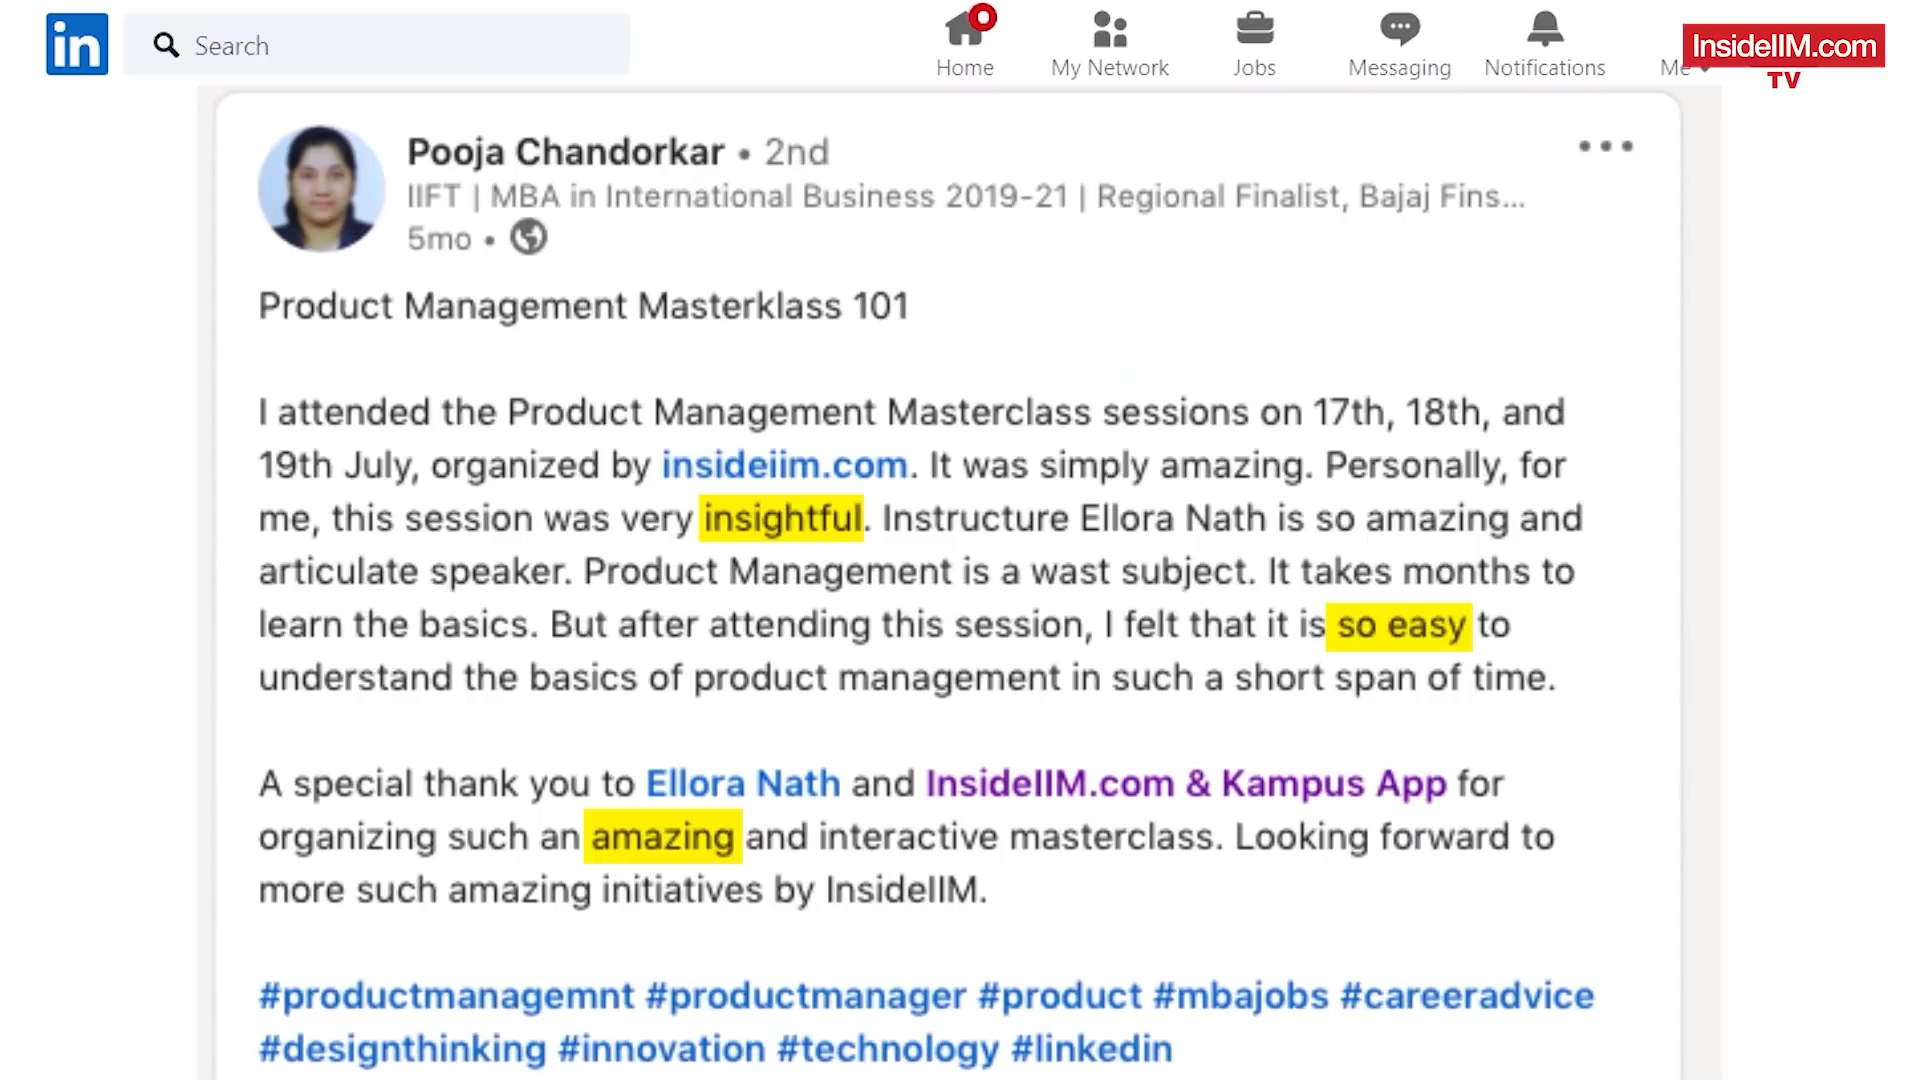 in
Search
Home
My Network
Jobs
Messaging
Notifications
Me
InsideIIM.com
TV
Pooja Chandorkar • 2nd
IIFT | MBA in International Business 2019-21 | Regional Finalist, Bajaj Fins...
5mo •
Product Management Masterklass 101
I attended the Product Management Masterclass sessions on 17th, 18th, and
19th July, organized by insideiim.com. It was simply amazing. Personally, for
me, this session was very insightful. Instructure Ellora Nath is so amazing and
articulate speaker. Product Management is a wast subject. It takes months to
learn the basics. But after attending this session, I felt that it is so easy to
understand the basics of product management in such a short span of time.
A special thank you to Ellora Nath and InsideIIM.com & Kampus App for
organizing such an amazing and interactive masterclass. Looking forward to
more such amazing initiatives by InsideIIM.
#productmanagemnt #productmanager #product #mbajobs #careeradvice
#designthinking #innovation #technology #linkedin